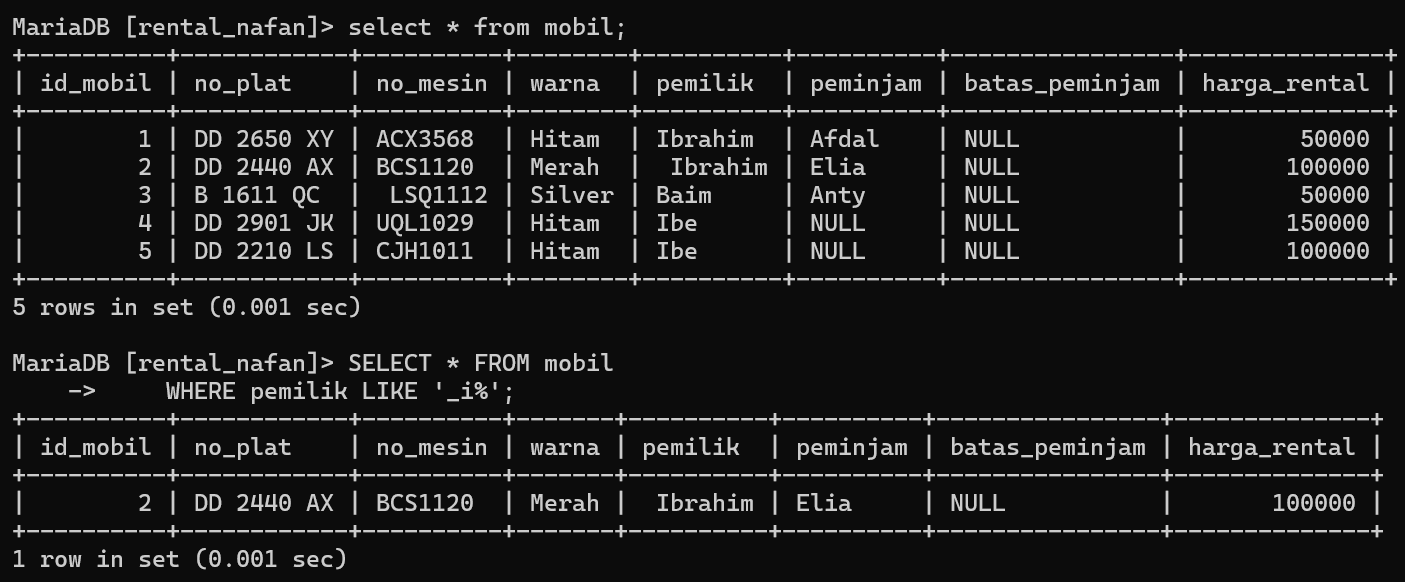 MariaDB [rental_nafan]> select * from mobil;
+----------+------------+----------+--------+----------+----------+----------------+--------------+
| id_mobil | no_plat    | no_mesin | warna  | pemilik  | peminjam | batas_peminjam | harga_rental |
+----------+------------+----------+--------+----------+----------+----------------+--------------+
|        1 | DD 2650 XY | ACX3568  | Hitam  | Ibrahim  | Afdal    | NULL           |        50000 |
|        2 | DD 2440 AX | BCS1120  | Merah  |  Ibrahim | Elia     | NULL           |       100000 |
|        3 | B 1611 QC  |  LSQ1112 | Silver | Baim     | Anty     | NULL           |        50000 |
|        4 | DD 2901 JK | UQL1029  | Hitam  | Ibe      | NULL     | NULL           |       150000 |
|        5 | DD 2210 LS | CJH1011  | Hitam  | Ibe      | NULL     | NULL           |       100000 |
+----------+------------+----------+--------+----------+----------+----------------+--------------+
5 rows in set (0.001 sec)

MariaDB [rental_nafan]> SELECT * FROM mobil
    ->     WHERE pemilik LIKE '_i%';
+----------+------------+----------+-------+----------+----------+----------------+--------------+
| id_mobil | no_plat    | no_mesin | warna | pemilik  | peminjam | batas_peminjam | harga_rental |
+----------+------------+----------+-------+----------+----------+----------------+--------------+
|        2 | DD 2440 AX | BCS1120  | Merah |  Ibrahim | Elia     | NULL           |       100000 |
+----------+------------+----------+-------+----------+----------+----------------+--------------+
1 row in set (0.001 sec)